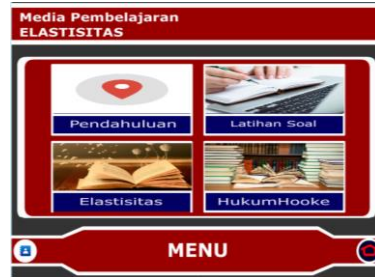 Media Pembelajaran
ELASTISITAS
Pendahuluan
Latihan Soal
Elastisitas
HukumHooke
MENU